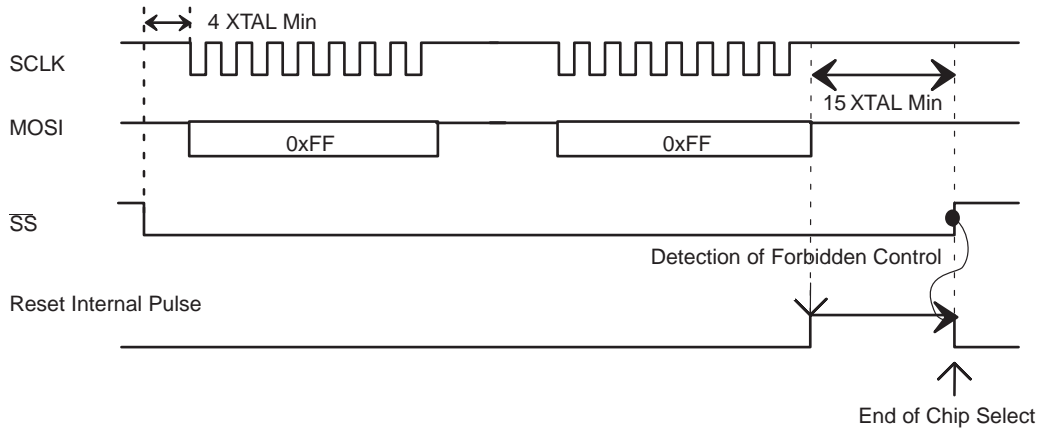 4 XTAL Min
SCLK
15 XTAL Min
MOSI
0xFF
0xFF
S̅S̅
Detection of Forbidden Control
Reset Internal Pulse
End of Chip Select